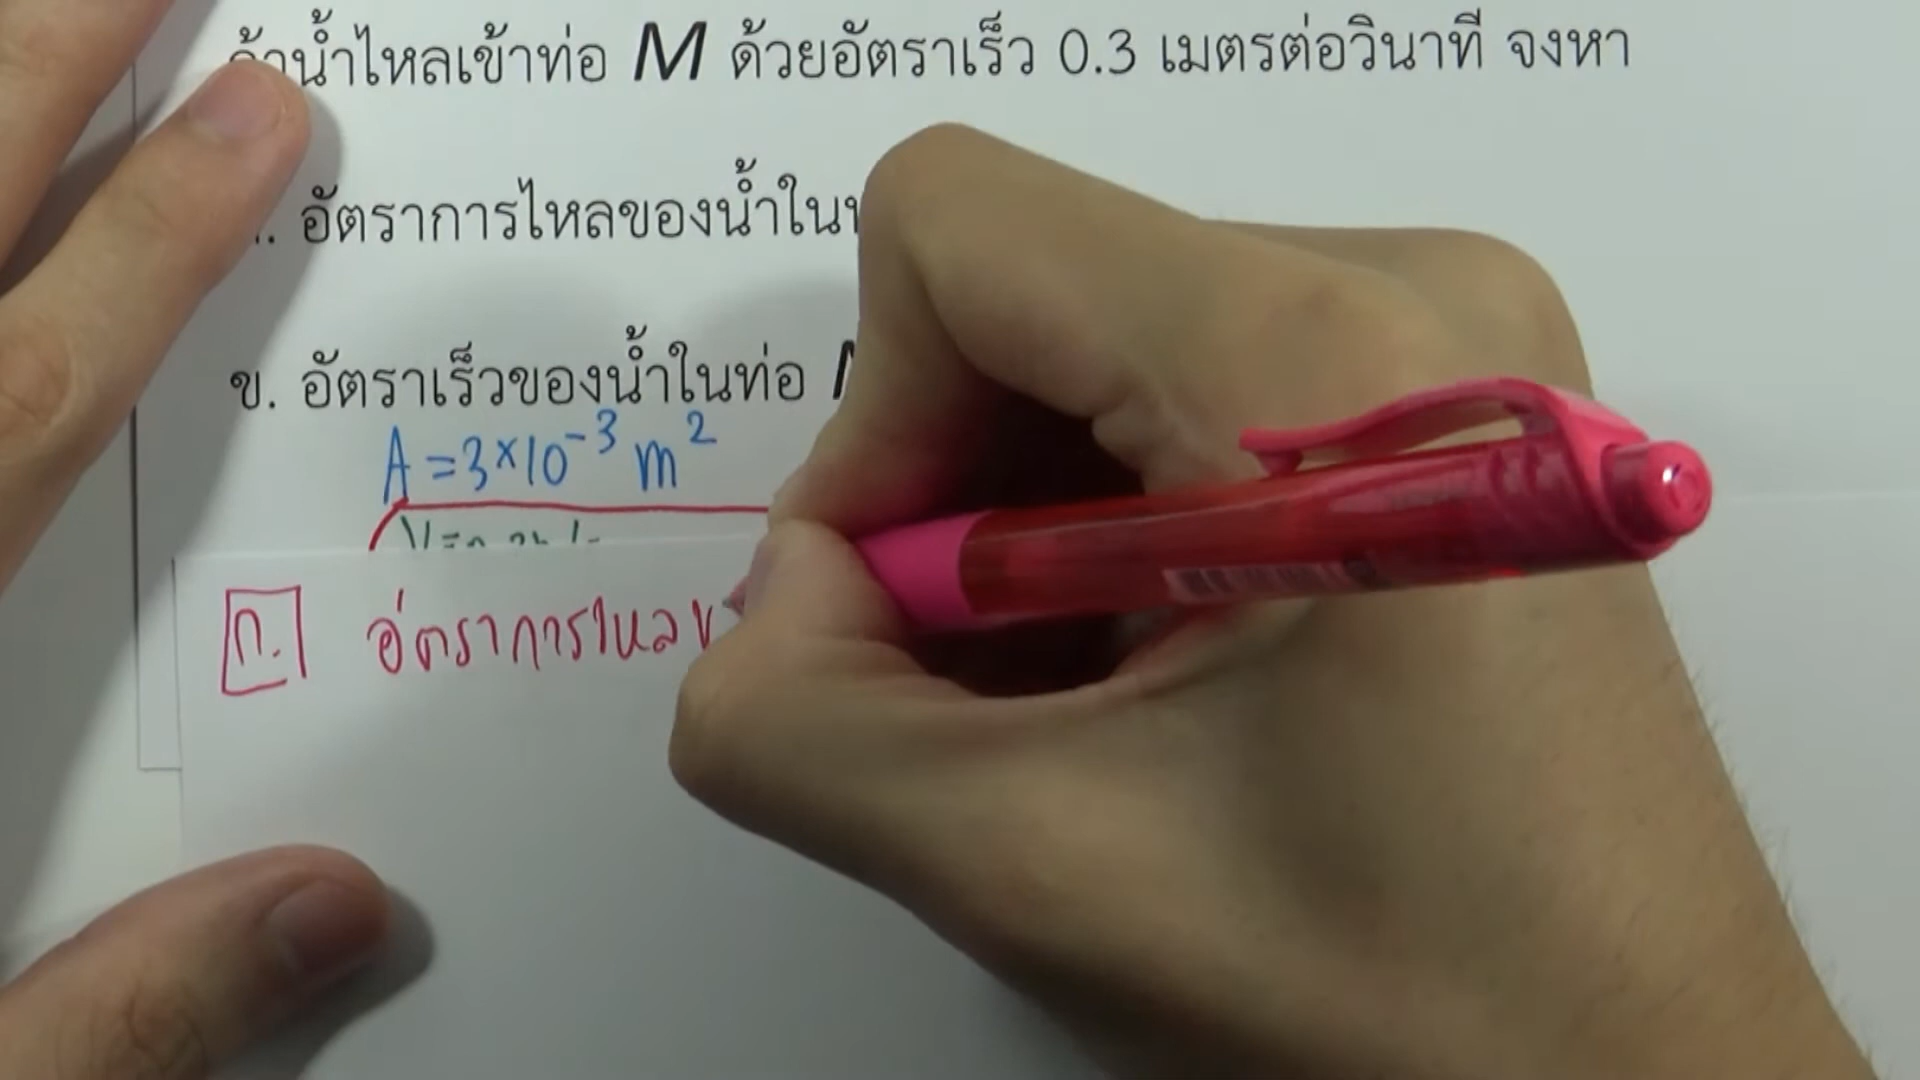 ถ้าน้ำไหลเข้าท่อ M ด้วยอัตราเร็ว 0.3 เมตรต่อวินาที จงหา
อัตราการไหลของน้ำใน
ข. อัตราเร็วของน้ำในท่อ
A = 3×10⁻³ m²
ก. อัตราการไหลข